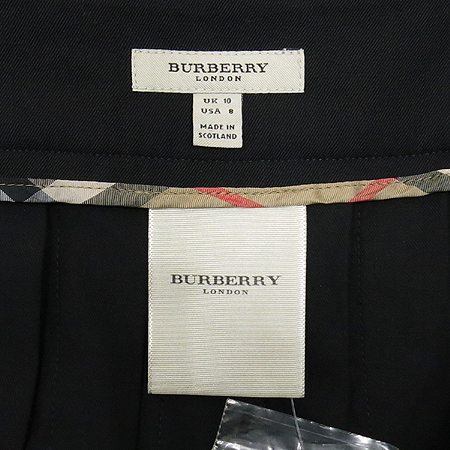 BURBERRY
LONDON
UK 10
USA 8
MADE IN
SCOTLAND
BURBERRY
LONDON